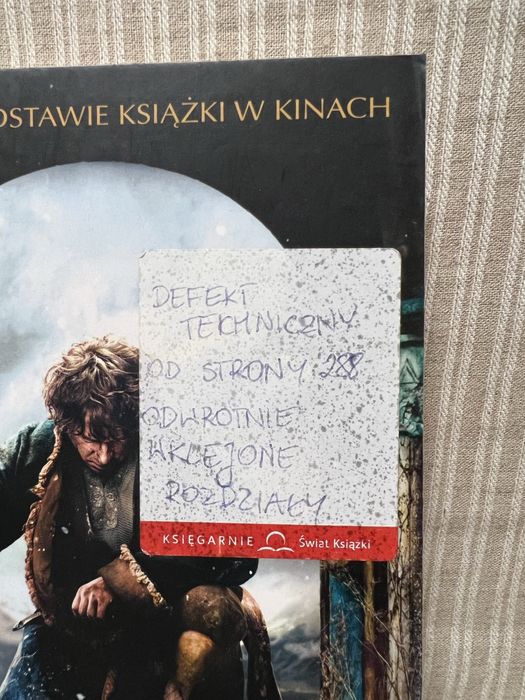 OSTAWIE KSIĄŻKI W KINACH
DEFEKT
TECHNICZNY
OD STRONY 288
ODWROTNIE
WKLEJONE
ROZDZIAŁY
KSIĘGARNIE Świat Książki